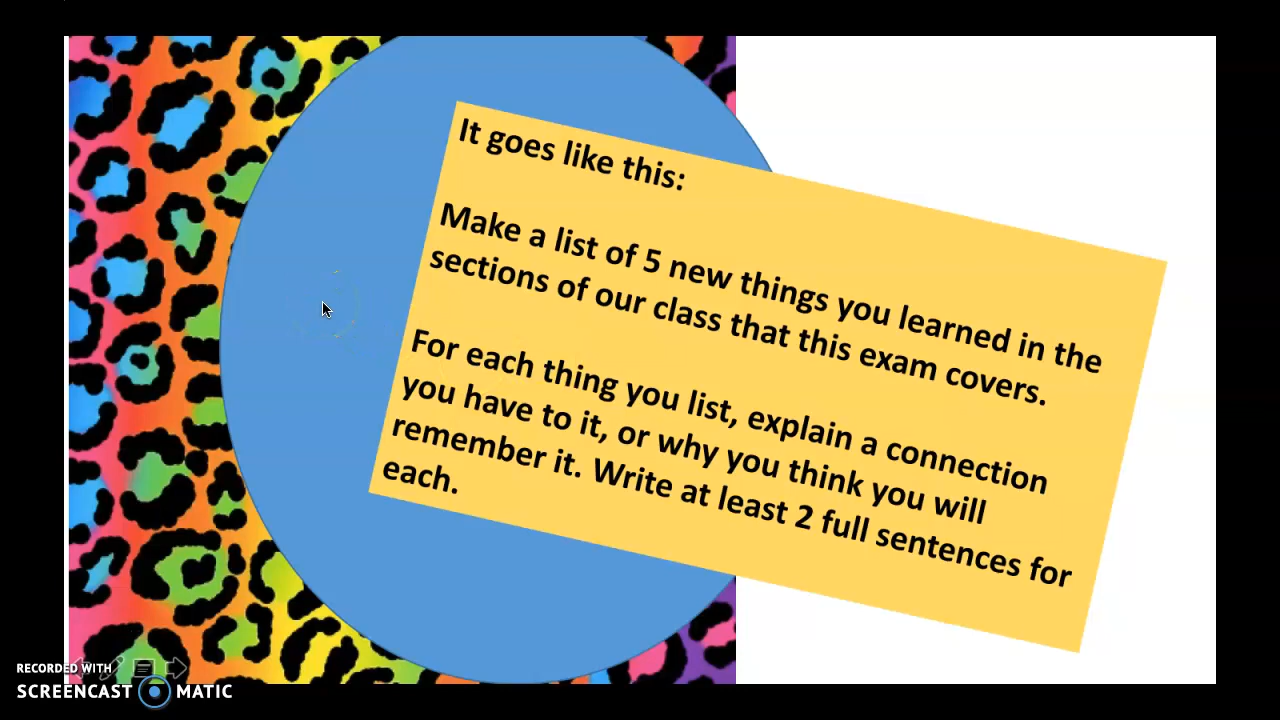 It goes like this:
Make a list of 5 new things you learned in the
sections of our class that this exam covers.
For each thing you list, explain a connection
you have to it, or why you think you will
remember it. Write at least 2 full sentences for
each.
RECORDED WITH
SCREENCAST MATIC